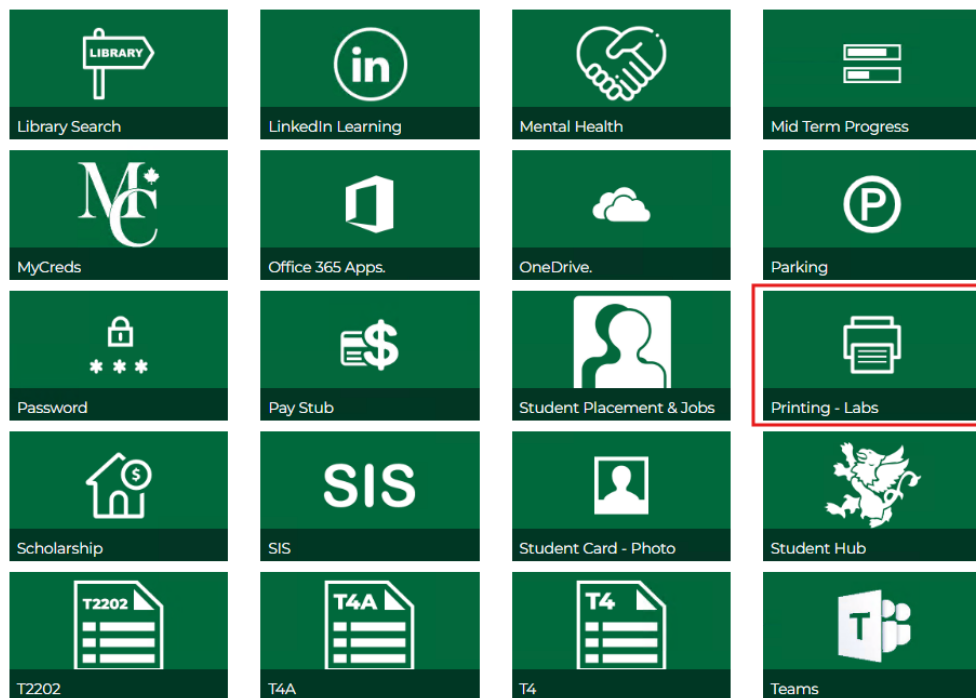 LIBRARY
in
Library Search
LinkedIn Learning
Mental Health
Mid Term Progress
MC
P
MyCreds
Office 365 Apps.
OneDrive.
Parking
***
$
Password
Pay Stub
Student Placement & Jobs
Printing - Labs
$
SIS
Scholarship
SIS
Student Card - Photo
Student Hub
T2202
T4A
T4
T
T2202
T4A
T4
Teams